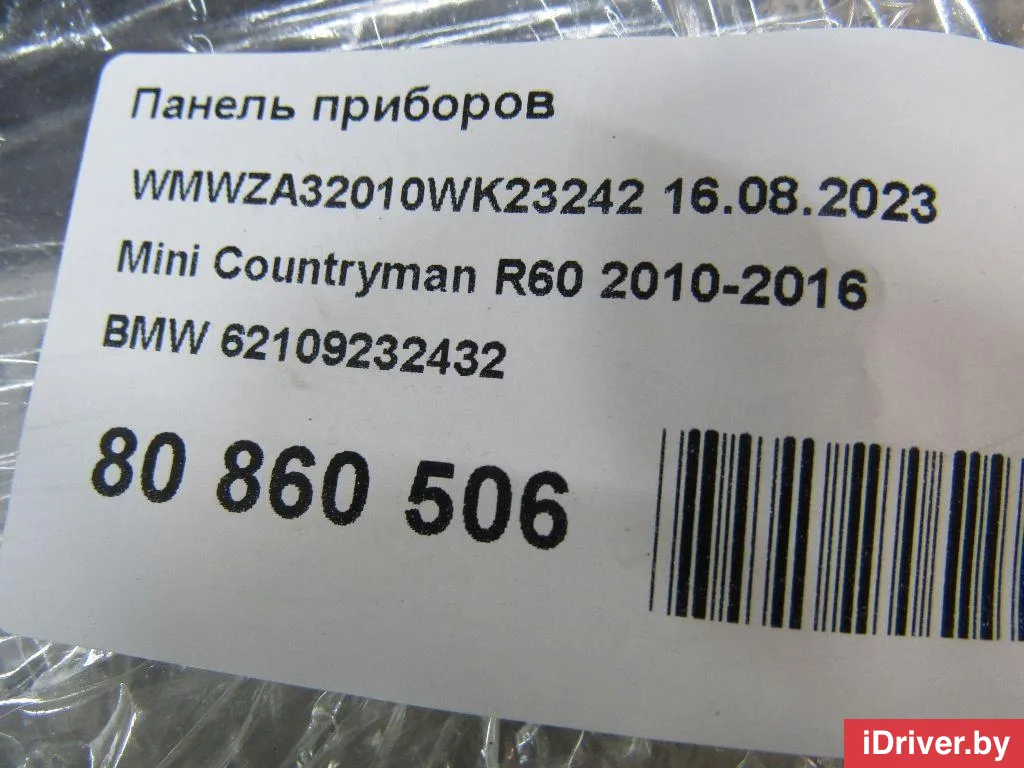 Панель приборов
WMWZA32010WK23242 16.08.2023
Mini Countryman R60 2010-2016
BMW 62109232432
80 860 506
iDriver.by